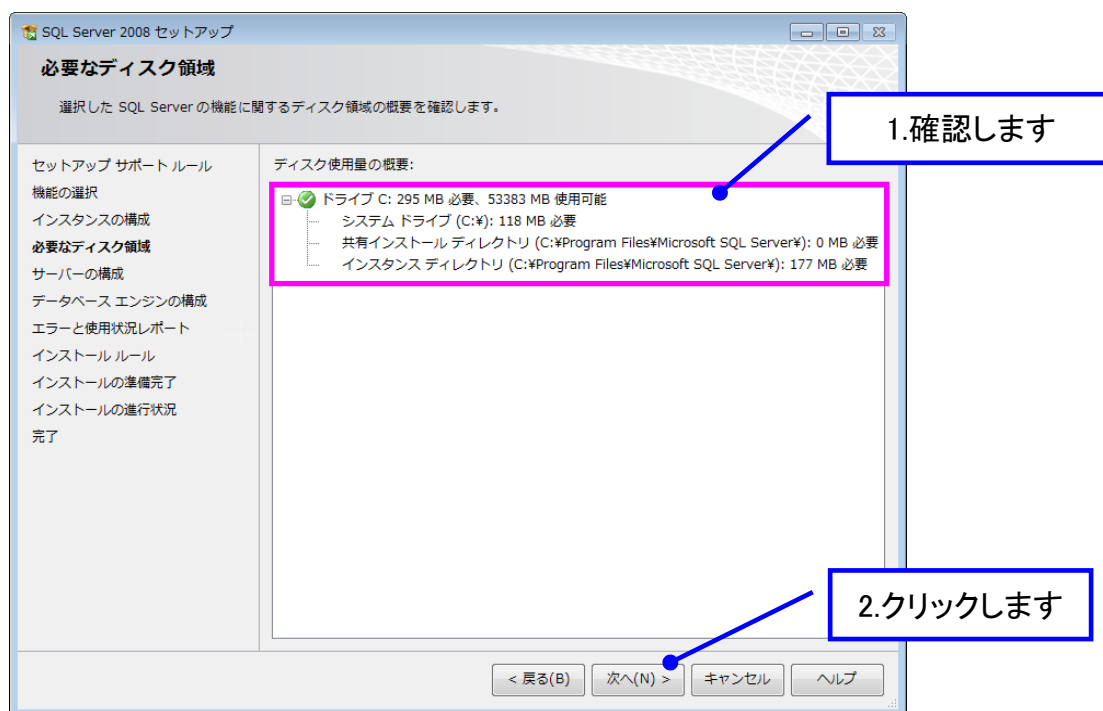 SQL Server 2008 セットアップ
必要なディスク領域
選択した SQL Server の機能に関するディスク領域の概要を確認します。
1.確認します
セットアップ サポート ルール
機能の選択
インスタンスの構成
必要なディスク領域
サーバーの構成
データベース エンジンの構成
エラーと使用状況レポート
インストール ルール
インストールの準備完了
インストールの進行状況
完了
ディスク使用量の概要:
ドライブ C: 295 MB 必要、53383 MB 使用可能
システム ドライブ (C:¥): 118 MB 必要
共有インストール ディレクトリ (C:¥Program Files¥Microsoft SQL Server¥): 0 MB 必要
インスタンス ディレクトリ (C:¥Program Files¥Microsoft SQL Server¥): 177 MB 必要
2.クリックします
< 戻る(B) 次へ(N) > キャンセル ヘルプ